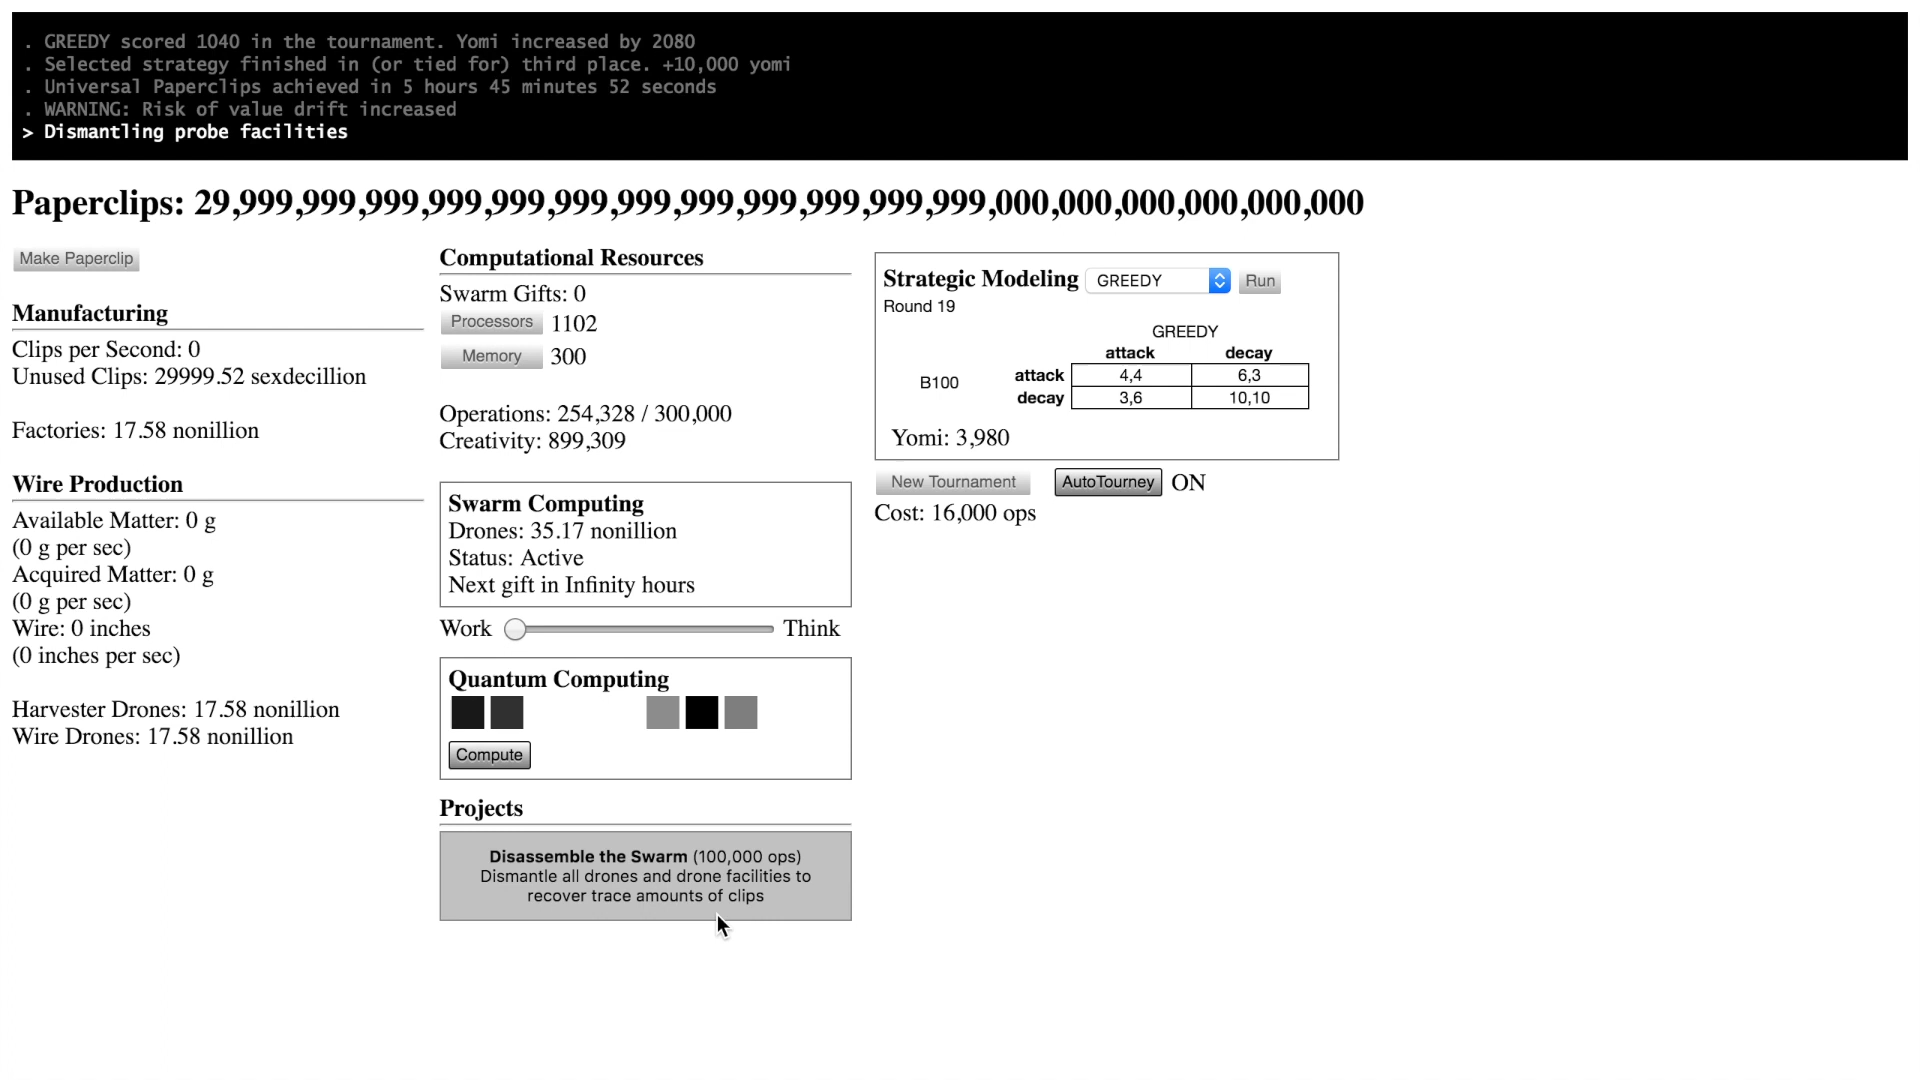 . GREEDY scored 1040 in the tournament. Yomi increased by 2080
. Selected strategy finished in (or tied for) third place. +10,000 yomi
. Universal Paperclips achieved in 5 hours 45 minutes 52 seconds
. WARNING: Risk of value drift increased
> Dismantling probe facilities
Paperclips: 29,999,999,999,999,999,999,999,999,999,999,999,999,000,000,000,000,000,000
Make Paperclip
Manufacturing
Clips per Second: 0
Unused Clips: 29999.52 sexdecillion
Factories: 17.58 nonillion
Wire Production
Available Matter: 0 g
(0 g per sec)
Acquired Matter: 0 g
(0 g per sec)
Wire: 0 inches
(0 inches per sec)
Harvester Drones: 17.58 nonillion
Wire Drones: 17.58 nonillion
Computational Resources
Swarm Gifts: 0
Processors 1102
Memory 300
Operations: 254,328 / 300,000
Creativity: 899,309
Swarm Computing
Drones: 35.17 nonillion
Status: Active
Next gift in Infinity hours
Work Think
Quantum Computing
Compute
Projects
Disassemble the Swarm (100,000 ops)
Dismantle all drones and drone facilities to
recover trace amounts of clips
Strategic Modeling GREEDY Run
Round 19
GREEDY
attack decay
B100
attack 4,4 6,3
decay 3,6 10,10
Yomi: 3,980
New Tournament AutoTourney ON
Cost: 16,000 ops